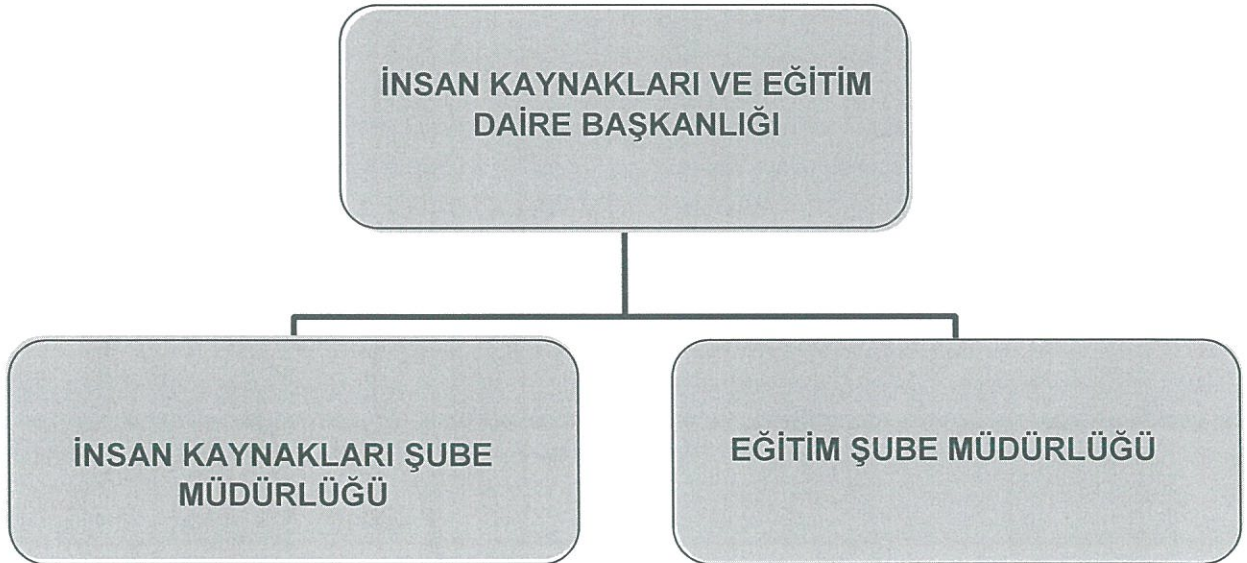 İNSAN KAYNAKLARI VE EĞİTİM
DAİRE BAŞKANLIĞI
İNSAN KAYNAKLARI ŞUBE
MÜDÜRLÜĞÜ
EĞİTİM ŞUBE MÜDÜRLÜĞÜ